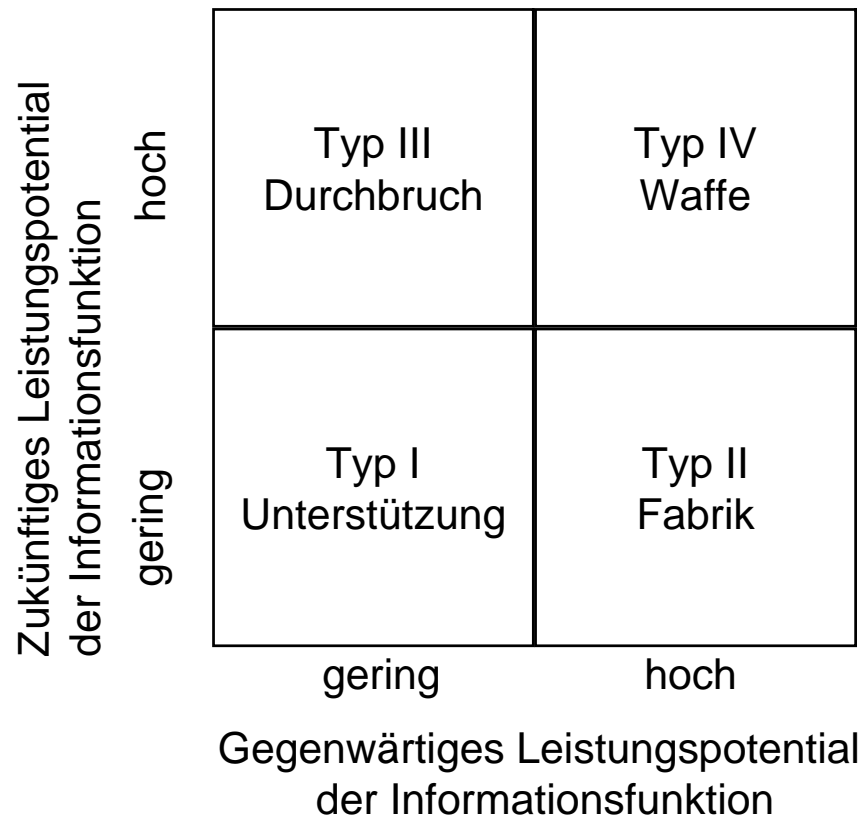 Zukünftiges Leistungspotential
der Informationsfunktion
hoch
gering
Typ III
Durchbruch
Typ IV
Waffe
Typ I
Unterstützung
Typ II
Fabrik
gering
hoch
Gegenwärtiges Leistungspotential
der Informationsfunktion